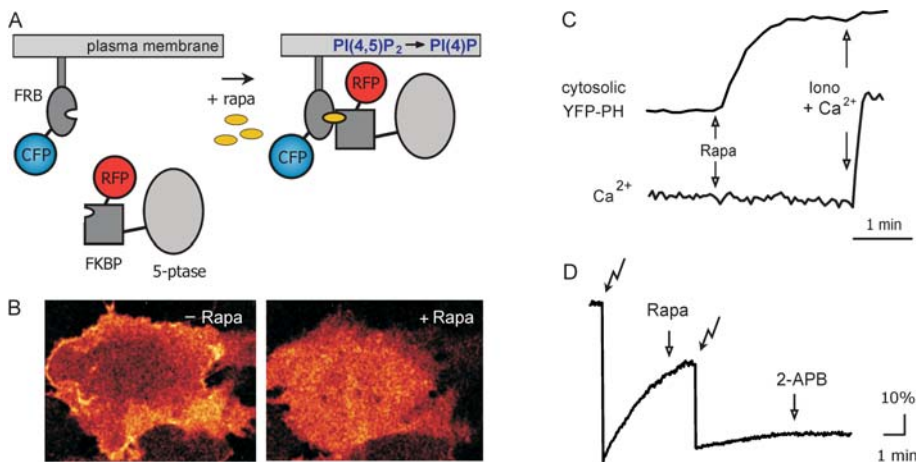 A
plasma membrane
FRB
CFP
RFP
FKBP
5-ptase
+ rapa
PI(4,5)P₂ → PI(4)P
RFP
CFP
B
– Rapa
+ Rapa
C
cytosolic
YFP-PH
Rapa
Iono
+ Ca²⁺
Ca²⁺
1 min
D
Rapa
2-APB
10%
1 min